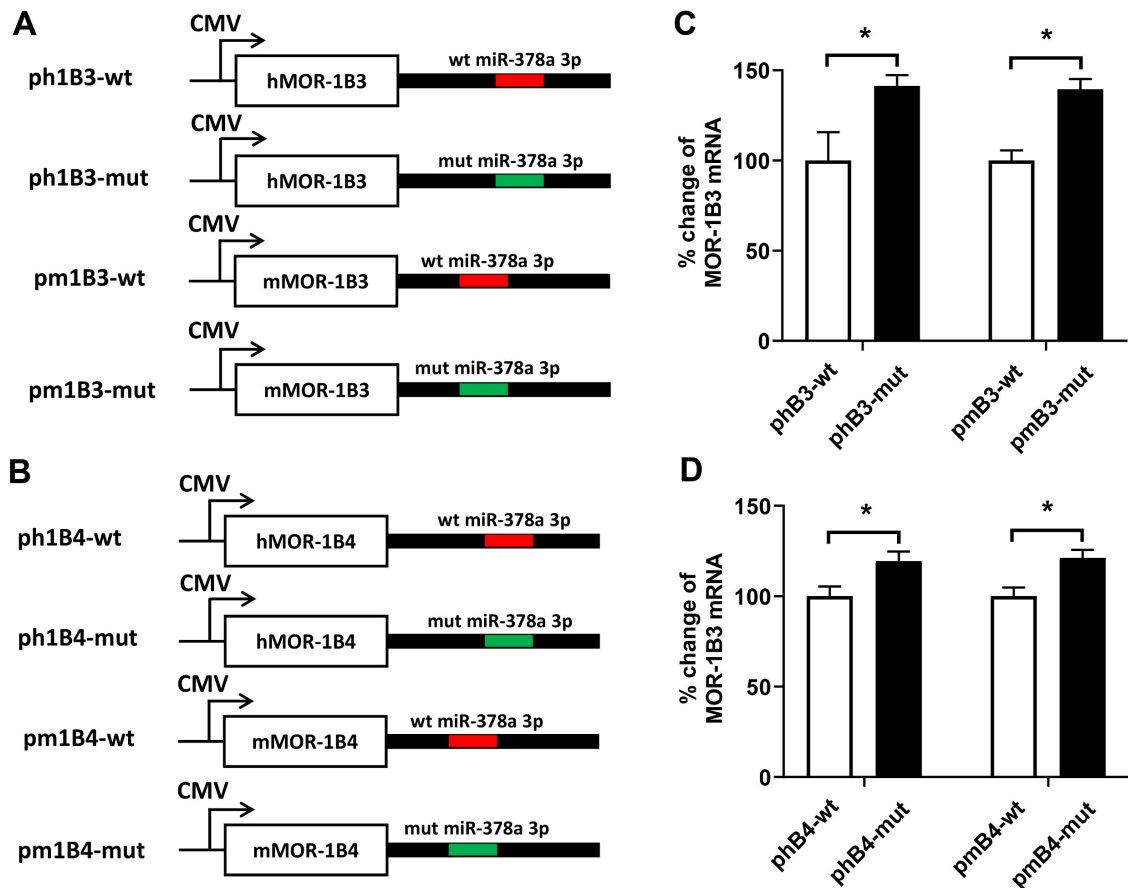 A
CMV
ph1B3-wt
hMOR-1B3
wt miR-378a 3p
CMV
ph1B3-mut
hMOR-1B3
mut miR-378a 3p
CMV
pm1B3-wt
mMOR-1B3
wt miR-378a 3p
CMV
pm1B3-mut
mMOR-1B3
mut miR-378a 3p
B
CMV
ph1B4-wt
hMOR-1B4
wt miR-378a 3p
CMV
ph1B4-mut
hMOR-1B4
mut miR-378a 3p
CMV
pm1B4-wt
mMOR-1B4
wt miR-378a 3p
CMV
pm1B4-mut
mMOR-1B4
mut miR-378a 3p
C
% change of
MOR-1B3 mRNA
150
100
50
0
*
*
phB3-wt
phB3-mut
pmB3-wt
pmB3-mut
D
% change of
MOR-1B3 mRNA
150
100
50
0
*
*
phB4-wt
phB4-mut
pmB4-wt
pmB4-mut